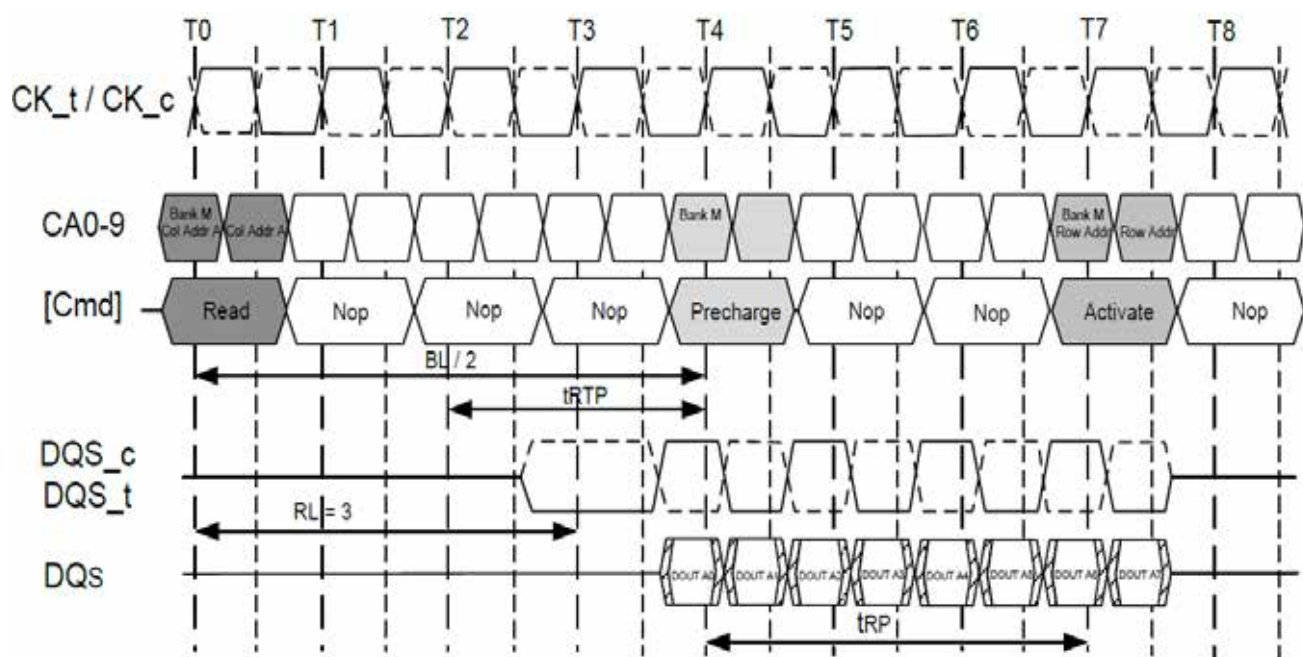 T0 T1 T2 T3 T4 T5 T6 T7 T8
CK_t / CK_c
CA0-9
Bank M
Col Addr A
Col Addr A
Bank M
Bank M
Row Addr
Row Addr
[Cmd]
Read Nop Nop Nop Precharge Nop Nop Activate Nop
BL / 2
tRTP
DQS_c
DQS_t
RL = 3
DQs
DOUT A0 DOUT A1 DOUT A2 DOUT A3 DOUT A4 DOUT A5 DOUT A6 DOUT A7
tRP